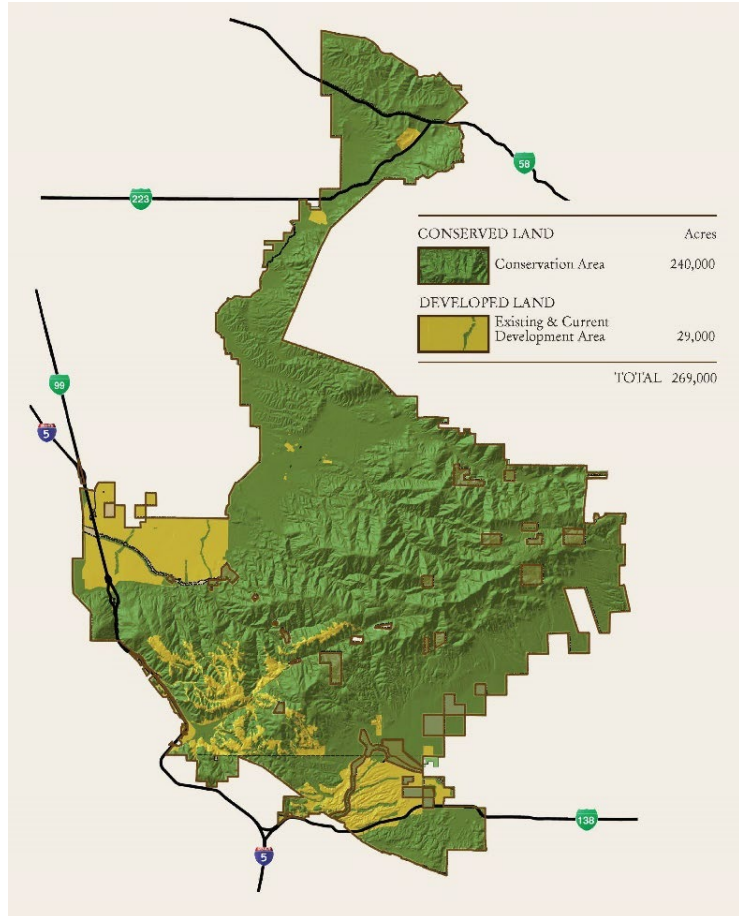 58
223
CONSERVED LAND Acres
Conservation Area 240,000
DEVELOPED LAND
Existing & Current
Development Area 29,000
TOTAL 269,000
99
5
138
5